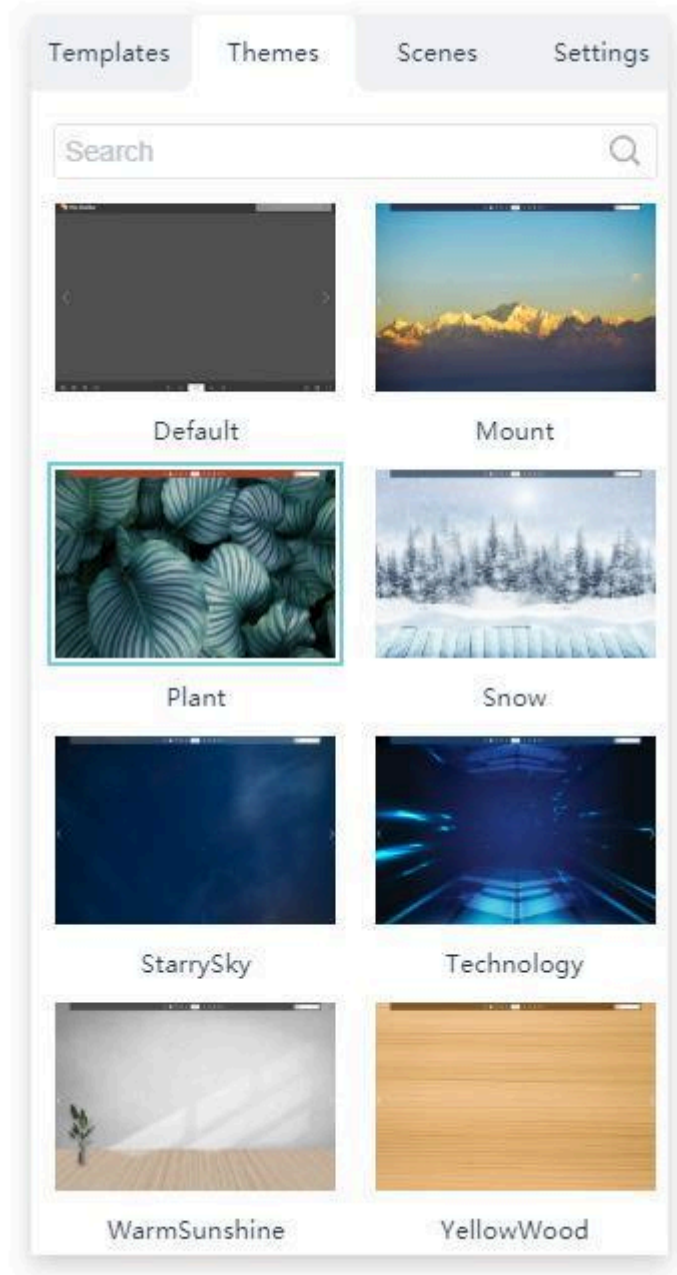 Templates Themes Scenes Settings
Search
Default Mount
Plant Snow
StarrySky Technology
WarmSunshine YellowWood